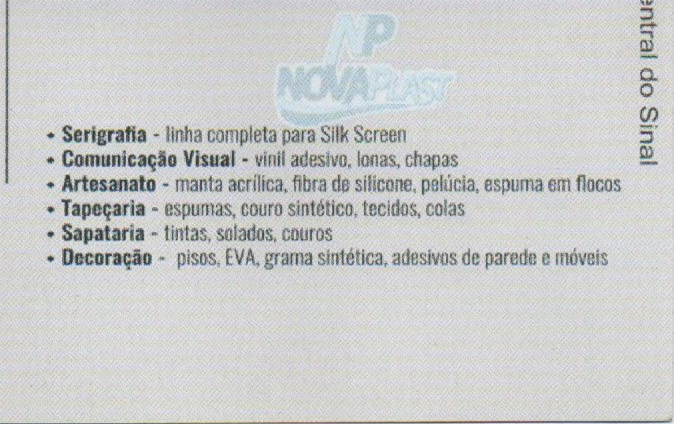 NP
NOVAPLAST
• Serigrafia - linha completa para Silk Screen
• Comunicação Visual - vinil adesivo, lonas, chapas
• Artesanato - manta acrílica, fibra de silicone, pelúcia, espuma em flocos
• Tapeçaria - espumas, couro sintético, tecidos, colas
• Sapataria - tintas, solados, couros
• Decoração - pisos, EVA, grama sintética, adesivos de parede e móveis
do Sinal